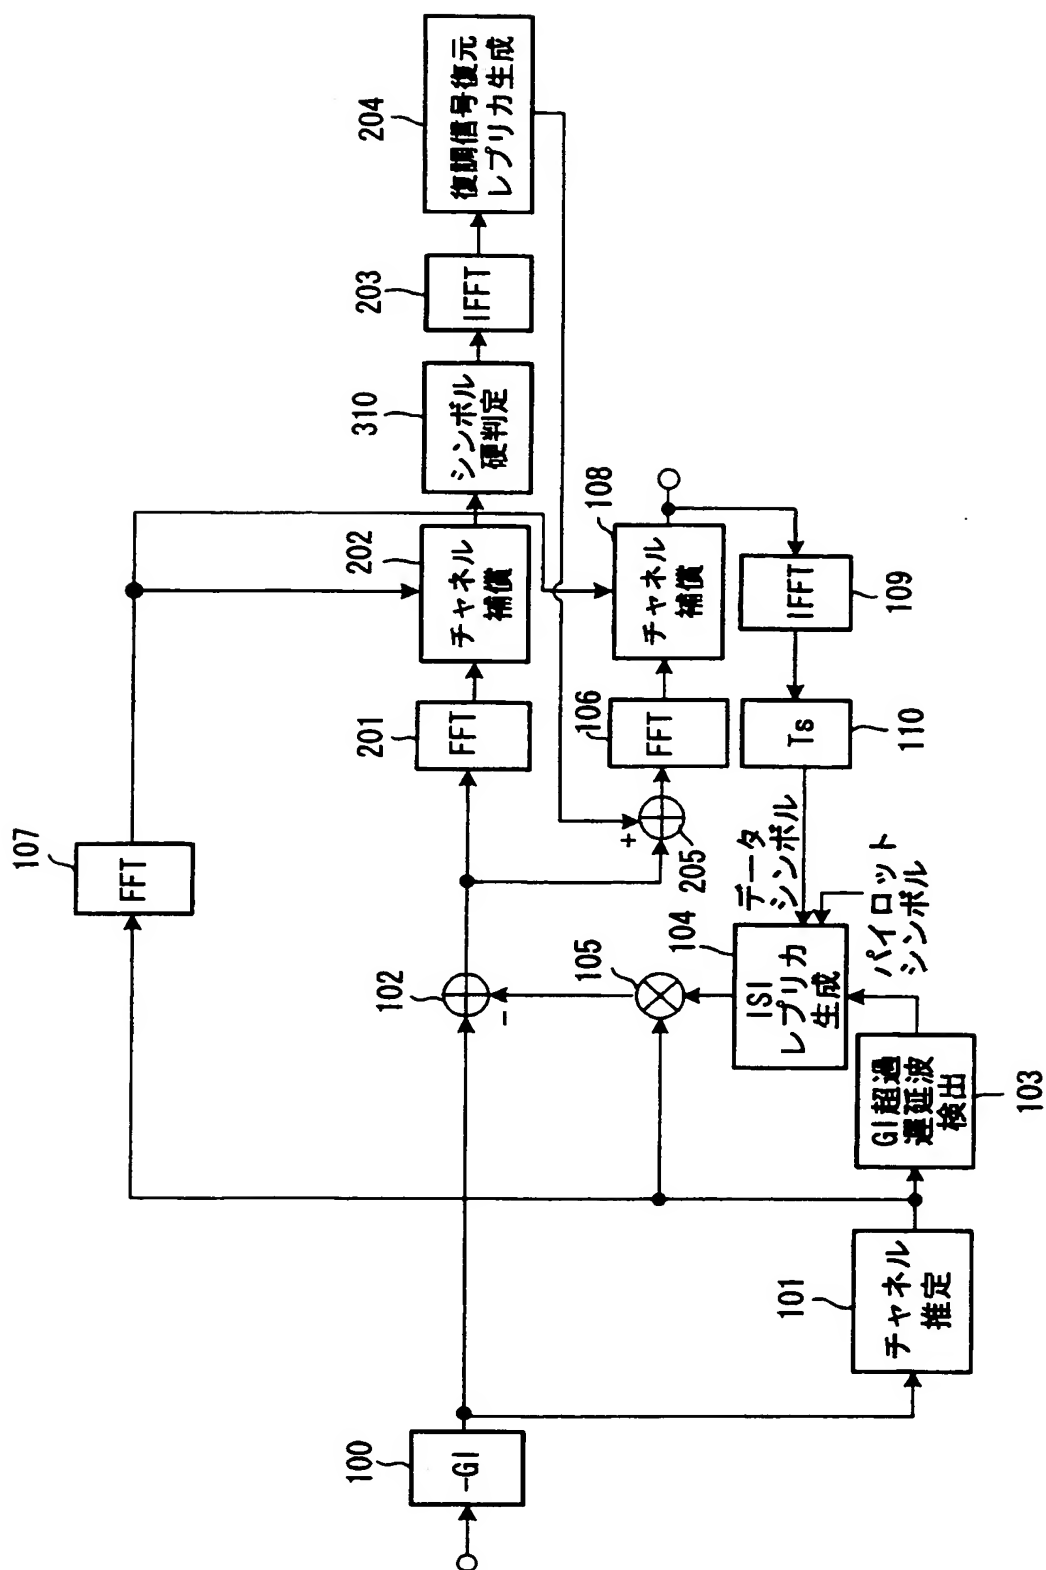 100
-GI
101
チャネル
推定
102
-
103
GI超過
遅延波
検出
104
ISI
レプリカ
生成
105
データ
シンボル
パイロット
シンボル
107
FFT
201
FFT
202
チャネル
補償
310
シンボル
硬判定
203
IFFT
204
復調信号復元
レプリカ生成
+
205
106
FFT
108
チャネル
補償
109
IFFT
110
Ts